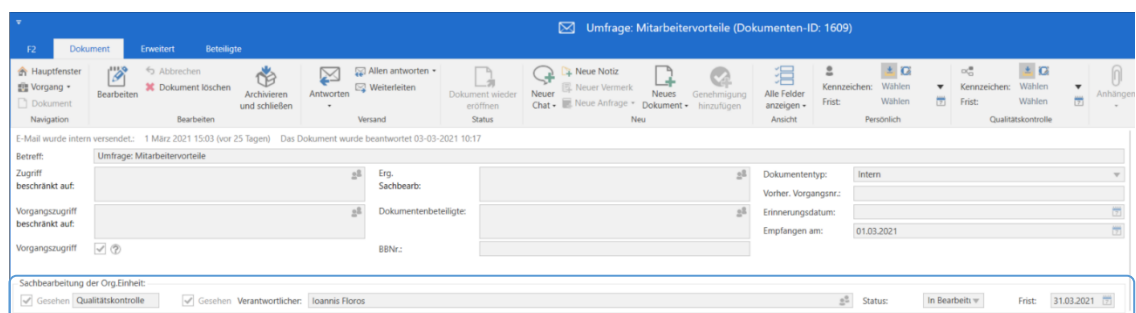 Umfrage: Mitarbeitervorteile (Dokumenten-ID: 1609)
F2 Dokument Erweitert Beteiligte
Hauptfenster
Vorgang
Dokument
Navigation
Bearbeiten
Abbrechen
Dokument löschen
Archivieren und schließen
Bearbeiten
Antworten
Allen antworten
Weiterleiten
Versand
Dokument wieder eröffnen
Status
Neuer Chat
Neue Notiz
Neuer Vermerk
Neue Anfrage
Neues Dokument
Genehmigung hinzufügen
Neu
Alle Felder anzeigen
Ansicht
Kennzeichen: Wählen
Frist: Wählen
Persönlich
Kennzeichen: Wählen
Frist: Wählen
Qualitätskontrolle
Anhängen
E-Mail wurde intern versendet.: 1 März 2021 15:03 (vor 25 Tagen) Das Dokument wurde beantwortet 03-03-2021 10:17
Betreff: Umfrage: Mitarbeitervorteile
Zugriff beschränkt auf:
Erg. Sachbearb:
Dokumententyp: Intern
Vorher. Vorgangsnr.:
Vorgangszugriff beschränkt auf:
Dokumentenbeteiligte:
Erinnerungsdatum:
Empfangen am: 01.03.2021
Vorgangszugriff
BBNr.:
Sachbearbeitung der Org.Einheit:
Gesehen Qualitätskontrolle Gesehen Verantwortlicher: Ioannis Floros Status: In Bearbeitu Frist: 31.03.2021